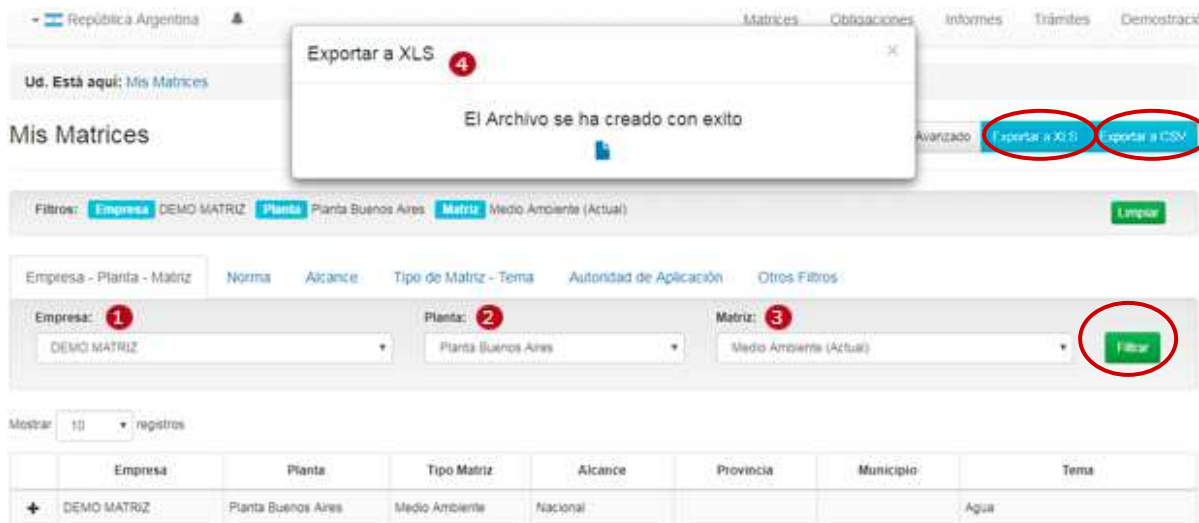 República Argentina Matrices Obligaciones Informes Trámites Demostraci
Exportar a XLS 4 ×
Ud. Està aquí: Mis Matrices
El Archivo se ha creado con exito
Mis Matrices Avanzado Exportar a XLS Exportar a CSV
Filtros: Empresa DEMO MATRIZ Planta Planta Buenos Aires Matriz Medio Ambiente (Actual) Limpiar
Empresa - Planta - Matriz Norma Alcance Tipo de Matriz - Tema Autoridad de Aplicación Otros Filtros
Empresa: 1 Planta: 2 Matriz: 3
DEMO MATRIZ Planta Buenos Aires Medio Ambiente (Actual) Filtrar
Mostrar 10 registros
Empresa Planta Tipo Matriz Alcance Provincia Municipio Tema
+ DEMO MATRIZ Planta Buenos Aires Medio Ambiente Nacional Agua